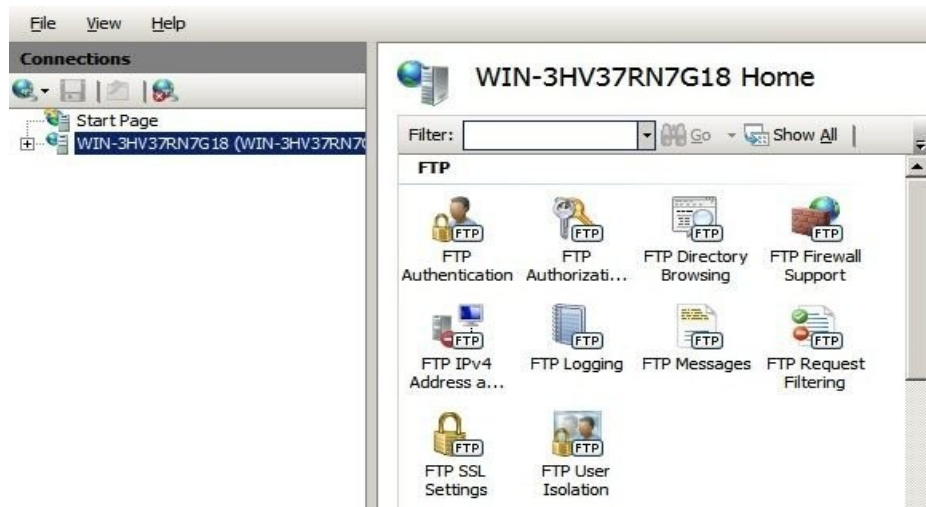 File View Help
Connections
Start Page
WIN-3HV37RN7G18 (WIN-3HV37RN7
WIN-3HV37RN7G18 Home
Filter: Go Show All
FTP
FTP Authentication
FTP Authorizati...
FTP Directory Browsing
FTP Firewall Support
FTP IPv4 Address a...
FTP Logging
FTP Messages
FTP Request Filtering
FTP SSL Settings
FTP User Isolation